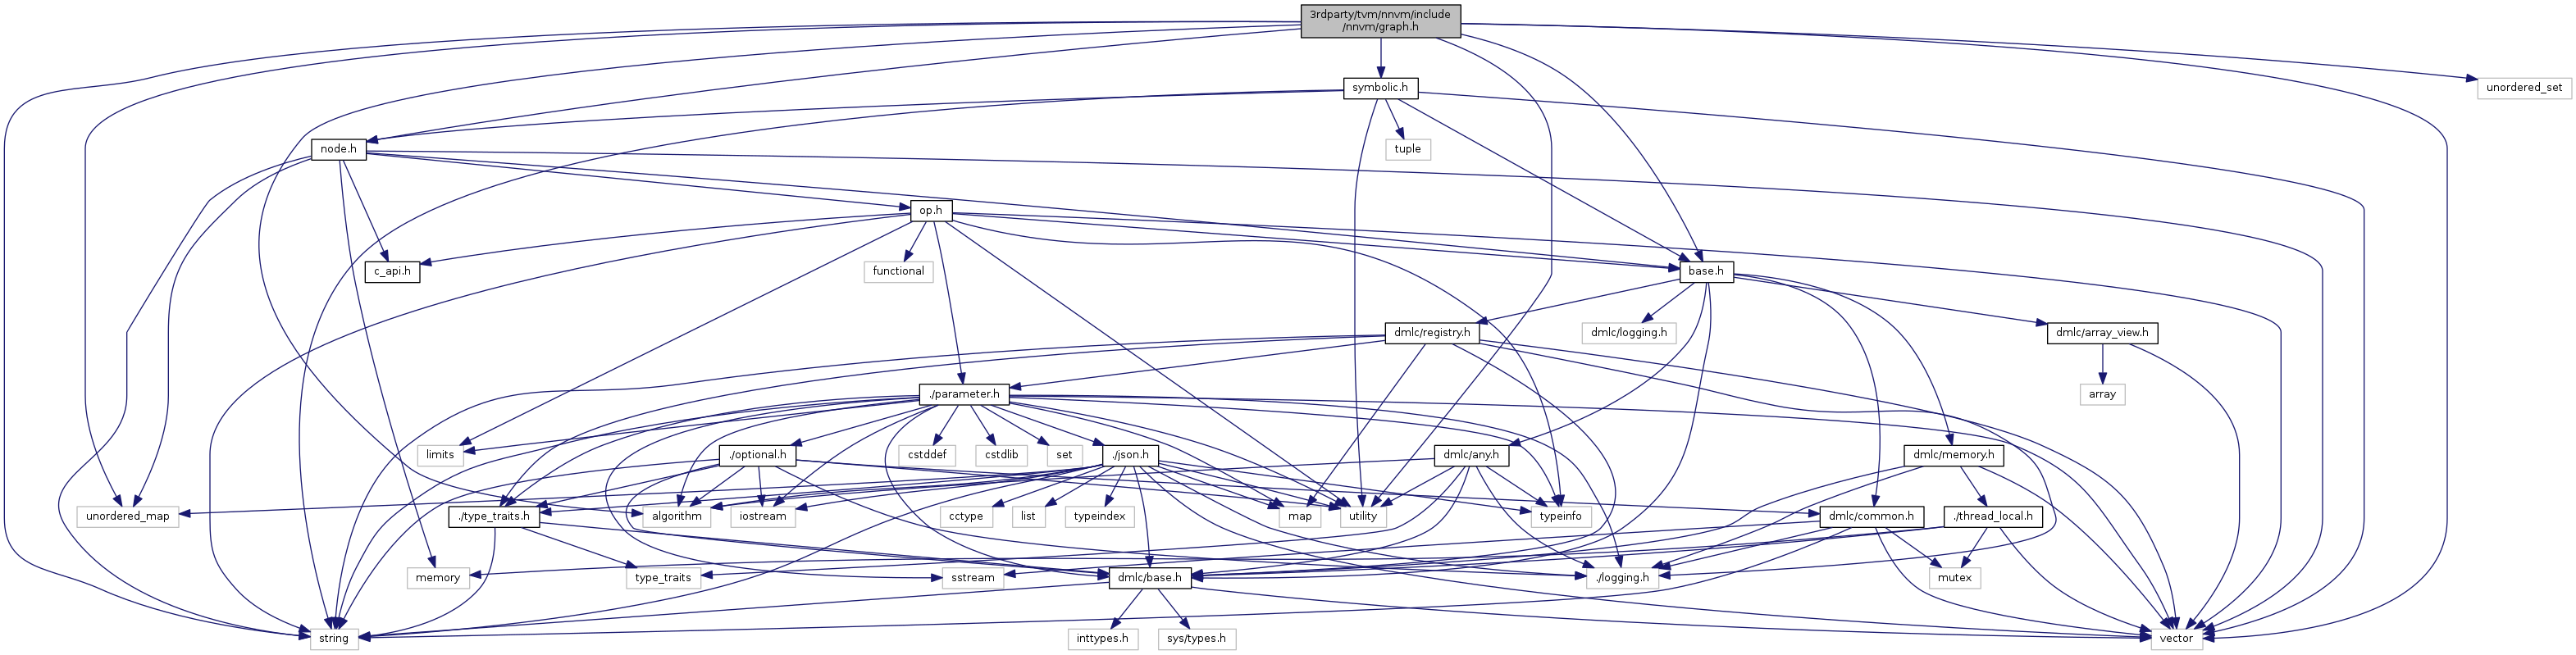 3rdparty/tvm/nnvm/include
/nnvm/graph.h
symbolic.h
unordered_set
node.h
tuple
op.h
c_api.h
functional
base.h
dmlc/registry.h
dmlc/logging.h
dmlc/array_view.h
./parameter.h
array
limits
./optional.h
cstddef
cstdlib
set
./json.h
dmlc/any.h
dmlc/memory.h
unordered_map
./type_traits.h
algorithm
iostream
cctype
list
typeindex
map
utility
typeinfo
dmlc/common.h
./thread_local.h
memory
type_traits
sstream
dmlc/base.h
./logging.h
mutex
string
inttypes.h
sys/types.h
vector